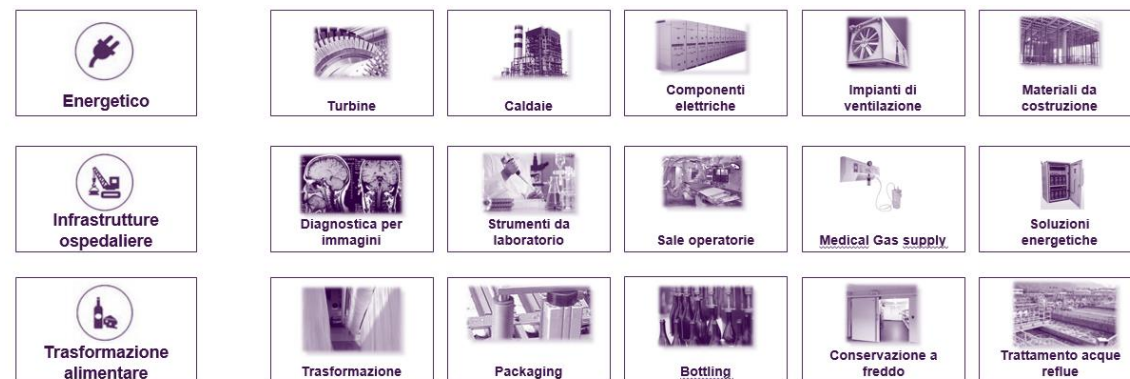 Energetico
Turbine
Caldaie
Componenti
elettriche
Impianti di
ventilazione
Materiali da
costruzione
Infrastrutture
ospedaliere
Diagnostica per
immagini
Strumenti da
laboratorio
Sale operatorie
Medical Gas supply
Soluzioni
energetiche
Trasformazione
alimentare
Trasformazione
Packaging
Bottling
Conservazione a
freddo
Trattamento acque
reflue